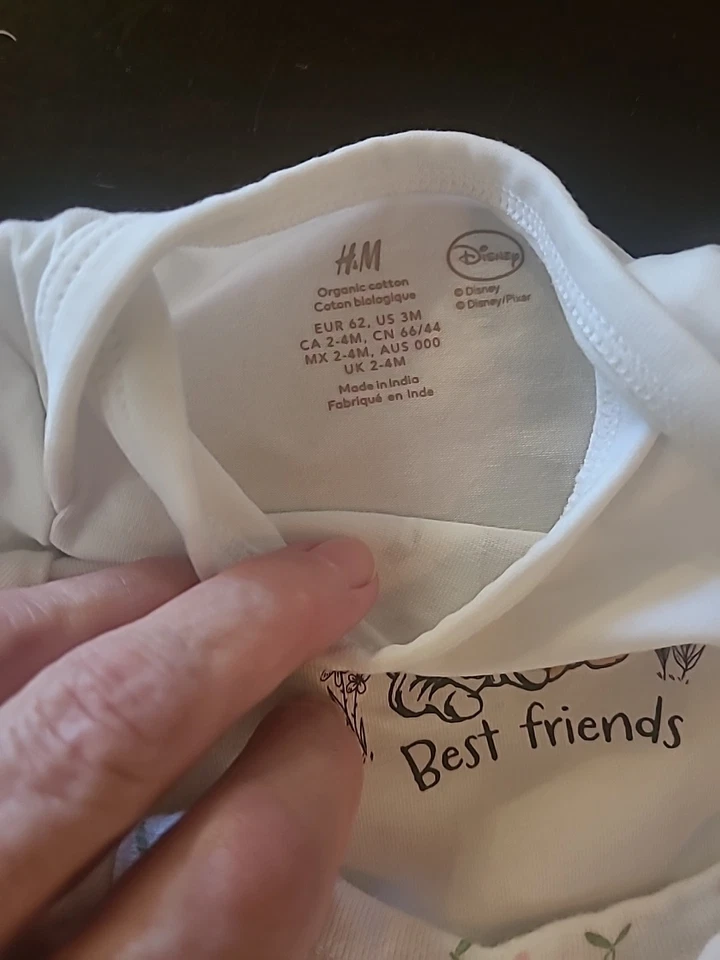 H&M
Organic cotton
Coton biologique
EUR 62, US 3M
CA 2-4M, CN 66/44
MX 2-4M, AUS 000
UK 2-4M
Made in India
Fabriqué en Inde
Disney
© Disney
© Disney/Pixar
Best friends